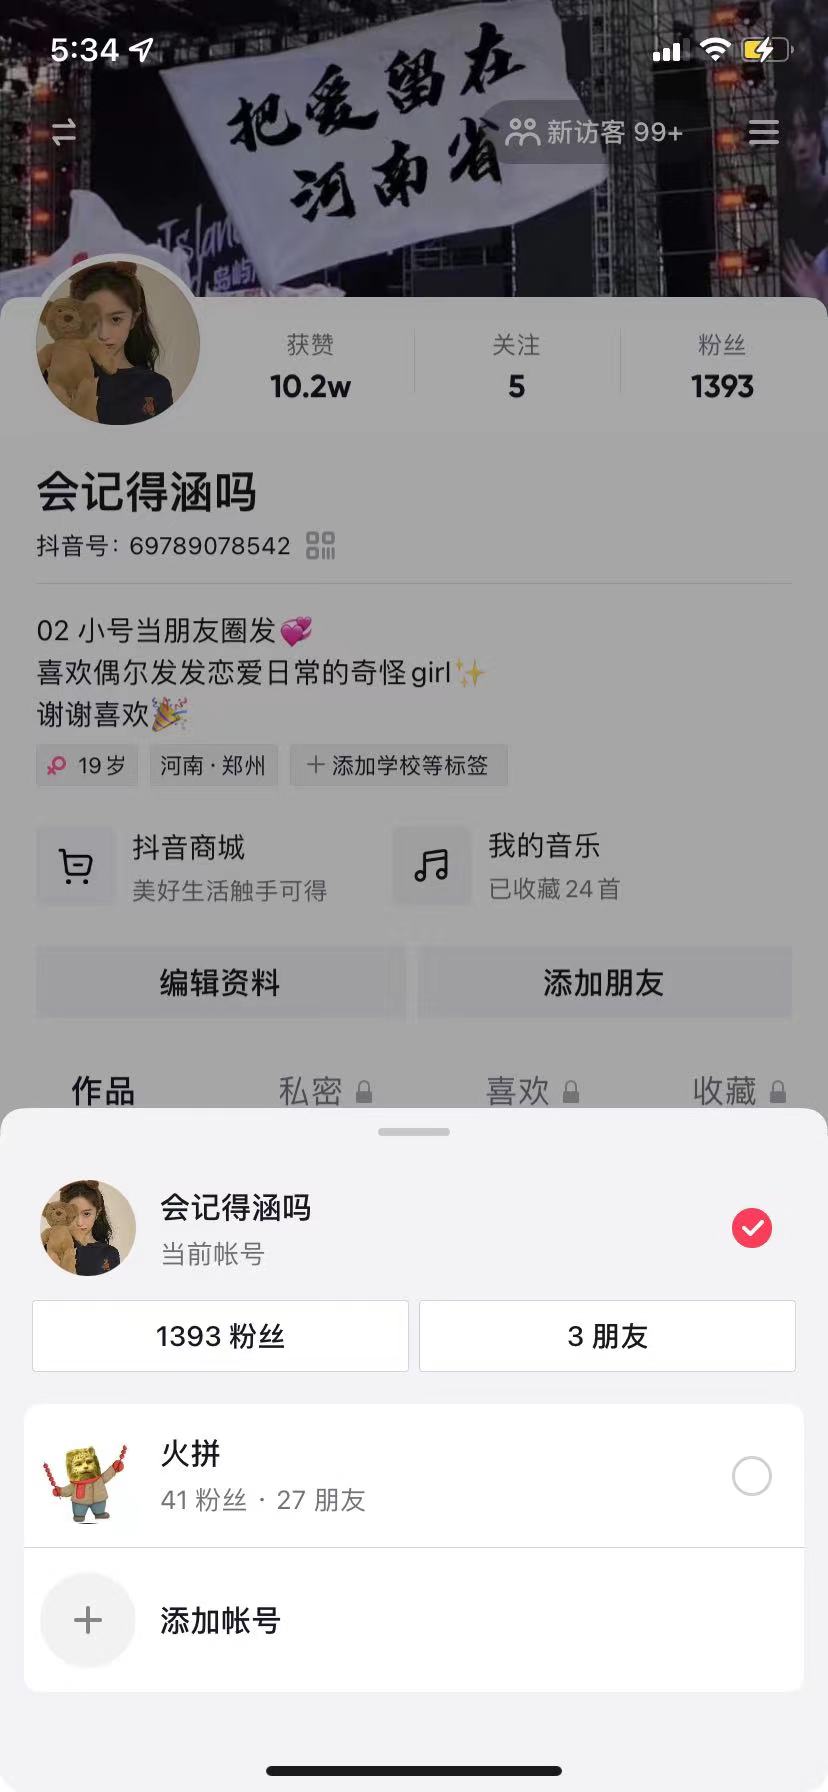 5:34
把爱留在
河南省
新访客 99+
Island
岛屿
获赞
关注
粉丝
10.2w
5
1393
会记得涵吗
抖音号：69789078542
02 小号当朋友圈发💞
喜欢偶尔发发恋爱日常的奇怪girl✨
谢谢喜欢🎉
19岁 河南·郑州 +添加学校等标签
抖音商城
美好生活触手可得
我的音乐
已收藏24首
编辑资料 添加朋友
作品 私密 喜欢 收藏
会记得涵吗
当前帐号
1393 粉丝 3 朋友
火拼
41 粉丝 · 27 朋友
添加帐号